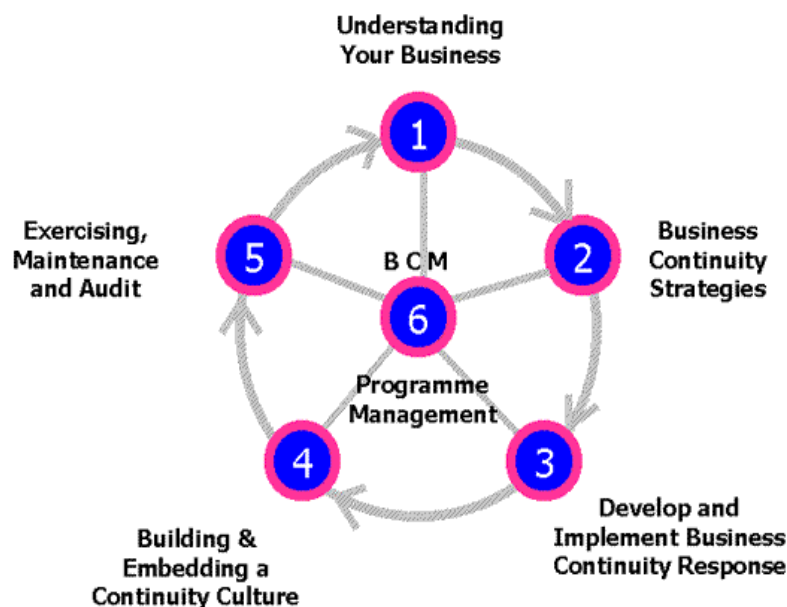 Understanding
Your Business
1
2
Business
Continuity
Strategies
Exercising,
Maintenance
and Audit
5
B C M
6
Programme
Management
4
3
Building &
Embedding a
Continuity Culture
Develop and
Implement Business
Continuity Response